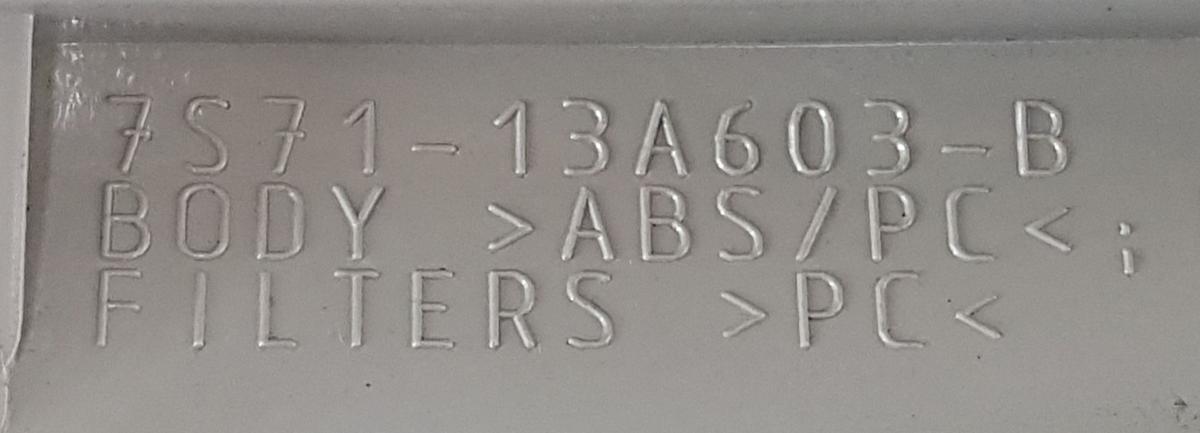 7S71-13A603-B
BODY >ABS/PC<;
FILTERS >PC<